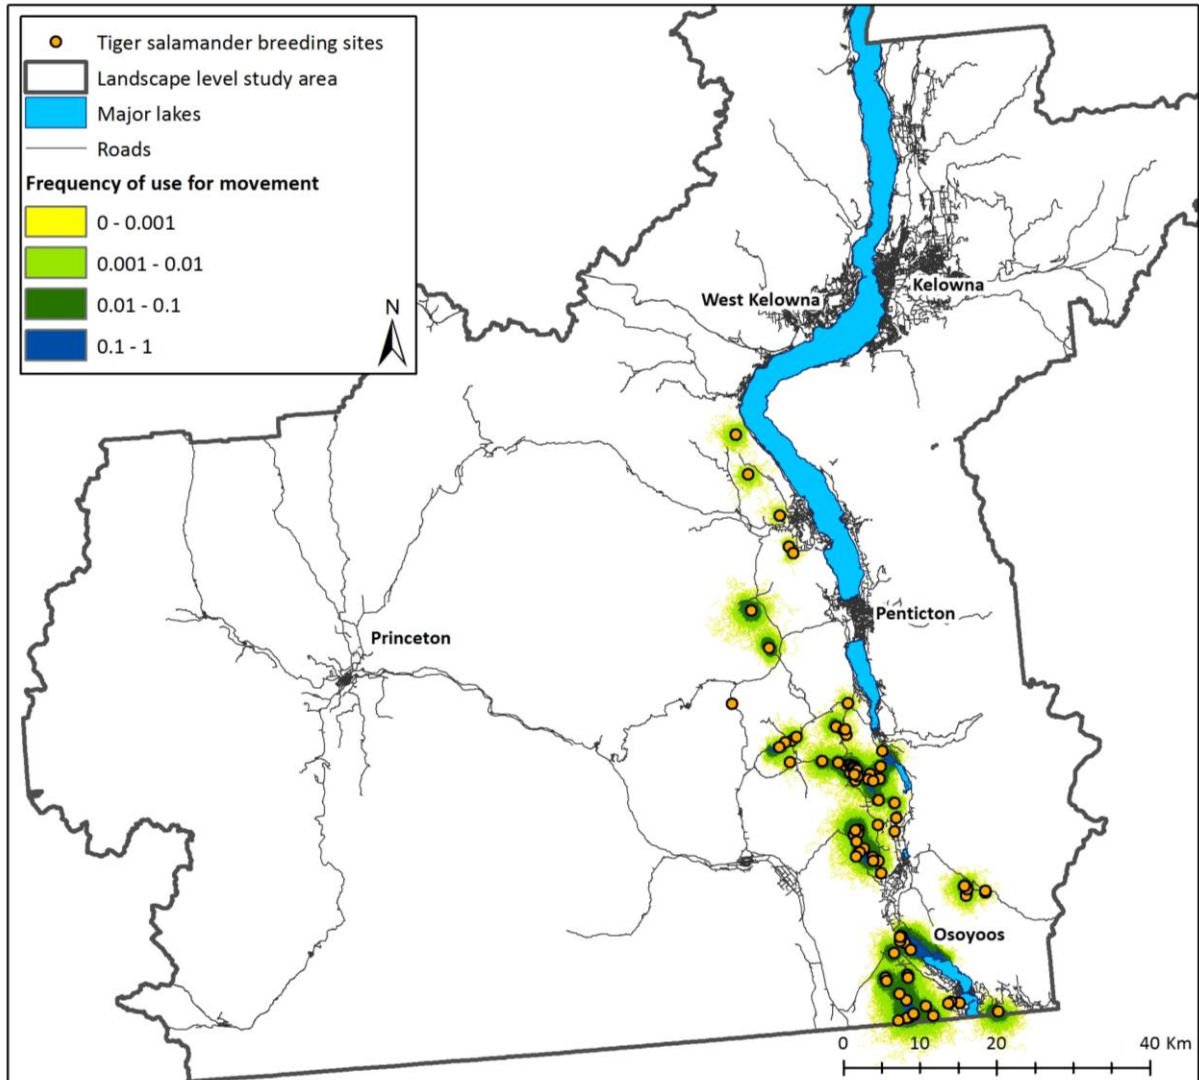 Tiger salamander breeding sites
Landscape level study area
Major lakes
Roads
Frequency of use for movement
0 - 0.001
0.001 - 0.01
0.01 - 0.1
0.1 - 1
N
West Kelowna
Kelowna
Penticton
Princeton
Osoyoos
0 10 20 40 Km